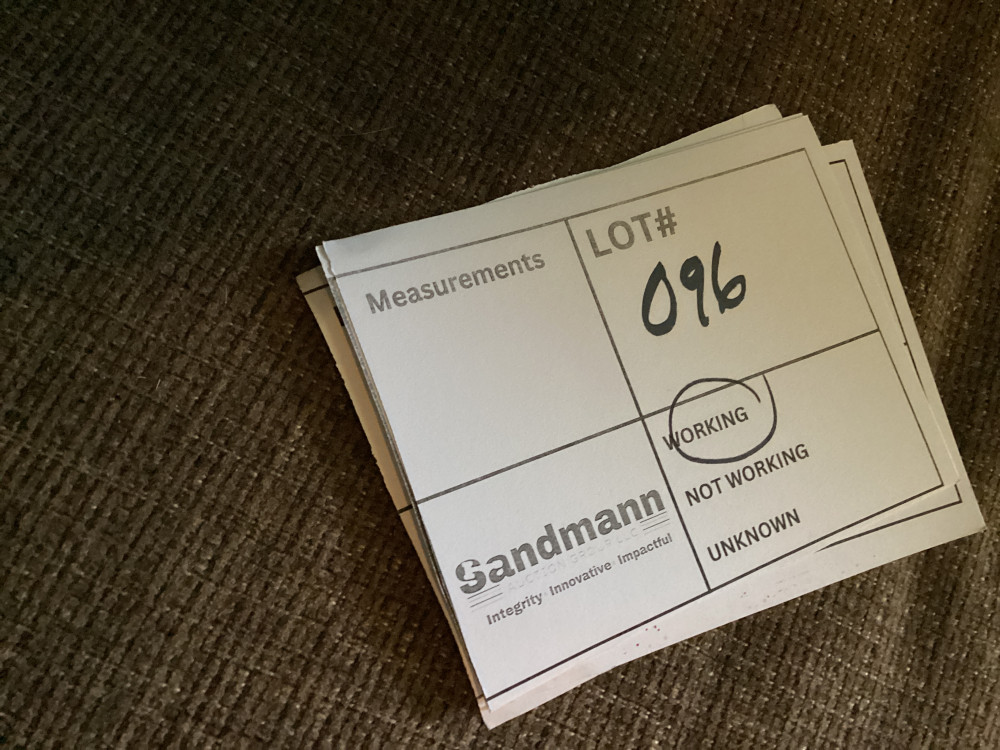 Measurements
LOT#
096
WORKING
NOT WORKING
UNKNOWN
Sandmann
AUCTION GROUP LLC
Integrity Innovative Impactful